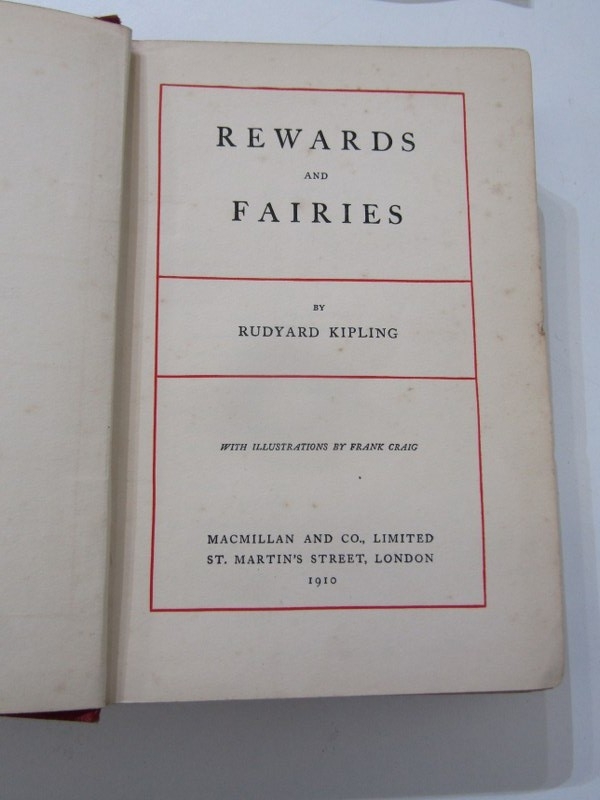 REWARDS
AND
FAIRIES
BY
RUDYARD KIPLING
WITH ILLUSTRATIONS BY FRANK CRAIG
MACMILLAN AND CO., LIMITED
ST. MARTIN'S STREET, LONDON
1910